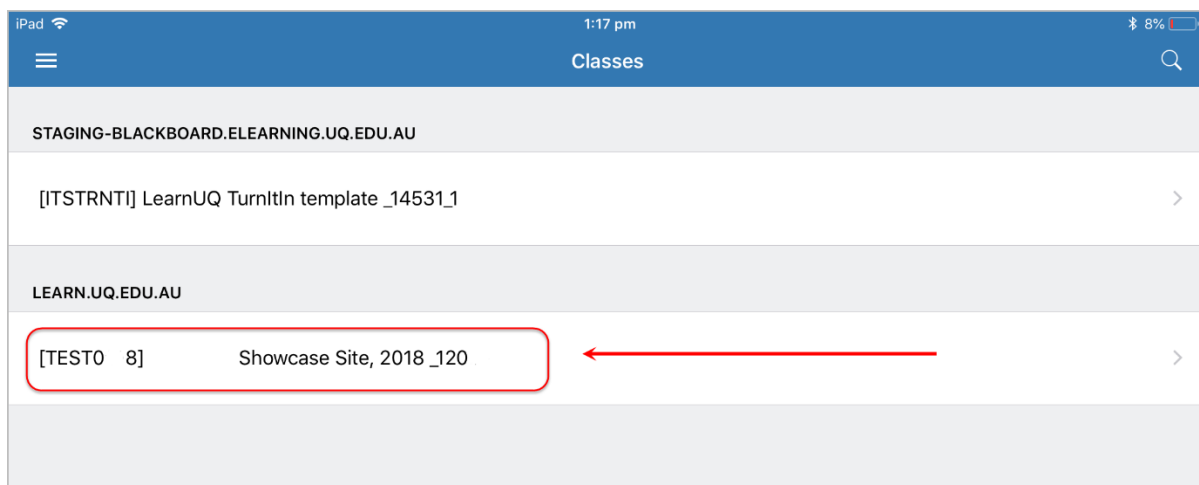 iPad 1:17 pm 8%
Classes
STAGING-BLACKBOARD.ELEARNING.UQ.EDU.AU
[ITSTRNTI] LearnUQ TurnItIn template _14531_1
LEARN.UQ.EDU.AU
[TEST0 8] Showcase Site, 2018 _120